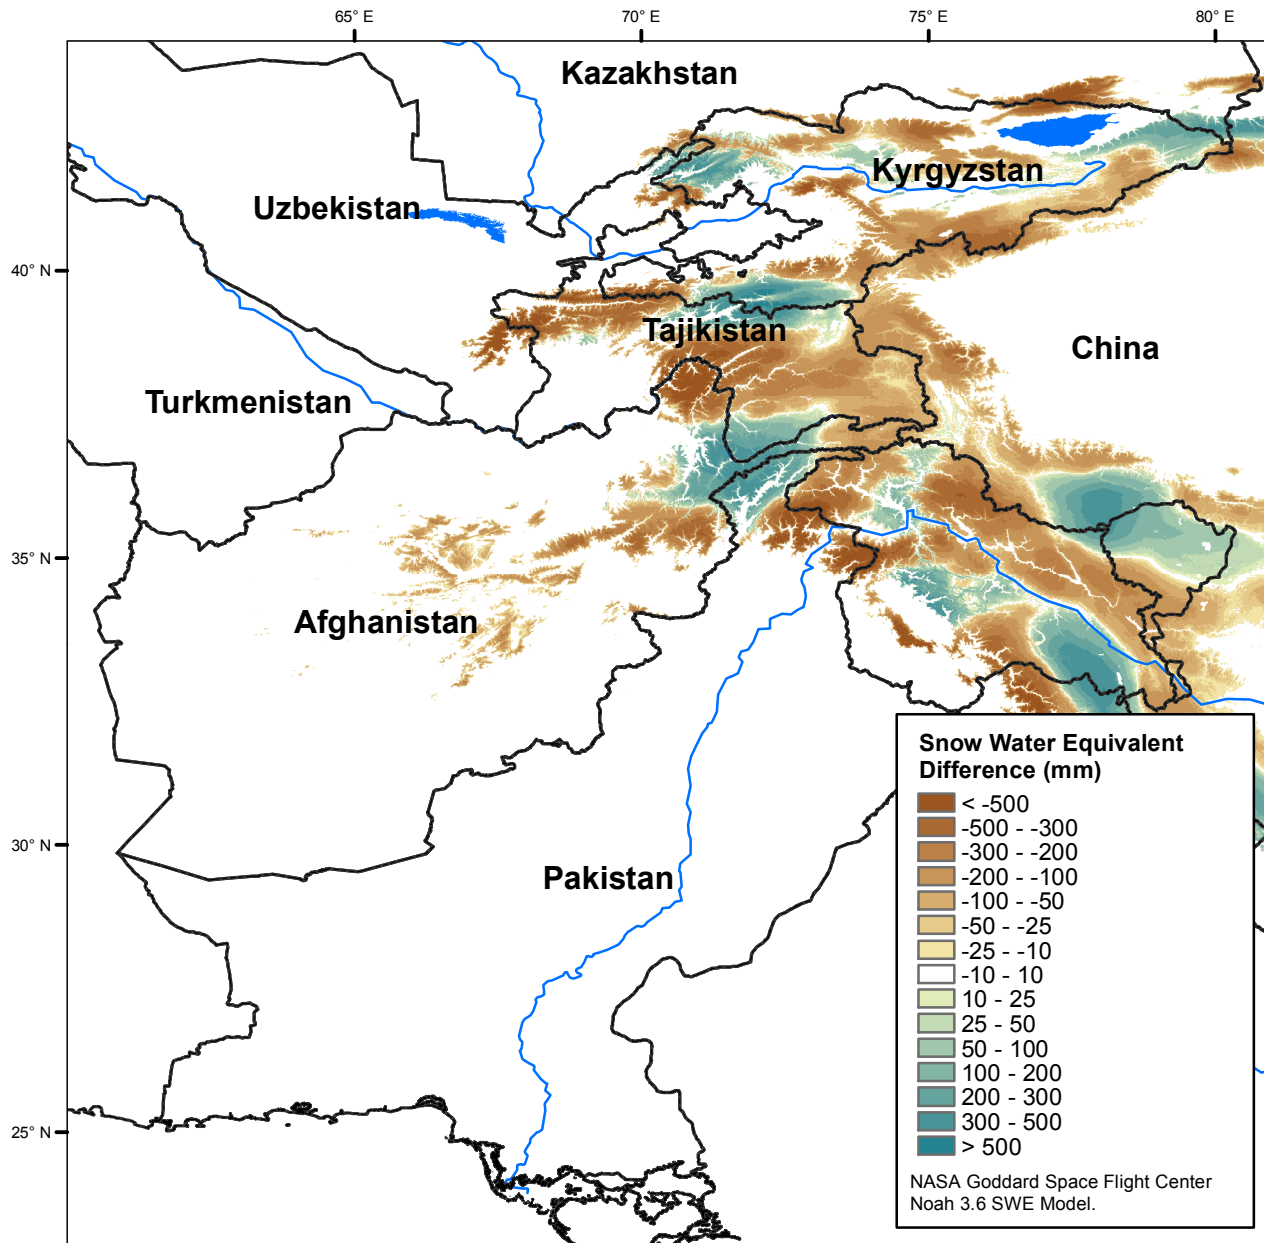 65° E
70° E
75° E
80° E
Kazakhstan
Kyrgyzstan
Uzbekistan
40° N
Tajikistan
China
Turkmenistan
35° N
Afghanistan
Snow Water Equivalent
Difference (mm)
< -500
-500 - -300
-300 - -200
-200 - -100
-100 - -50
-50 - -25
-25 - -10
-10 - 10
10 - 25
25 - 50
50 - 100
100 - 200
200 - 300
300 - 500
> 500
30° N
Pakistan
25° N
NASA Goddard Space Flight Center
Noah 3.6 SWE Model.